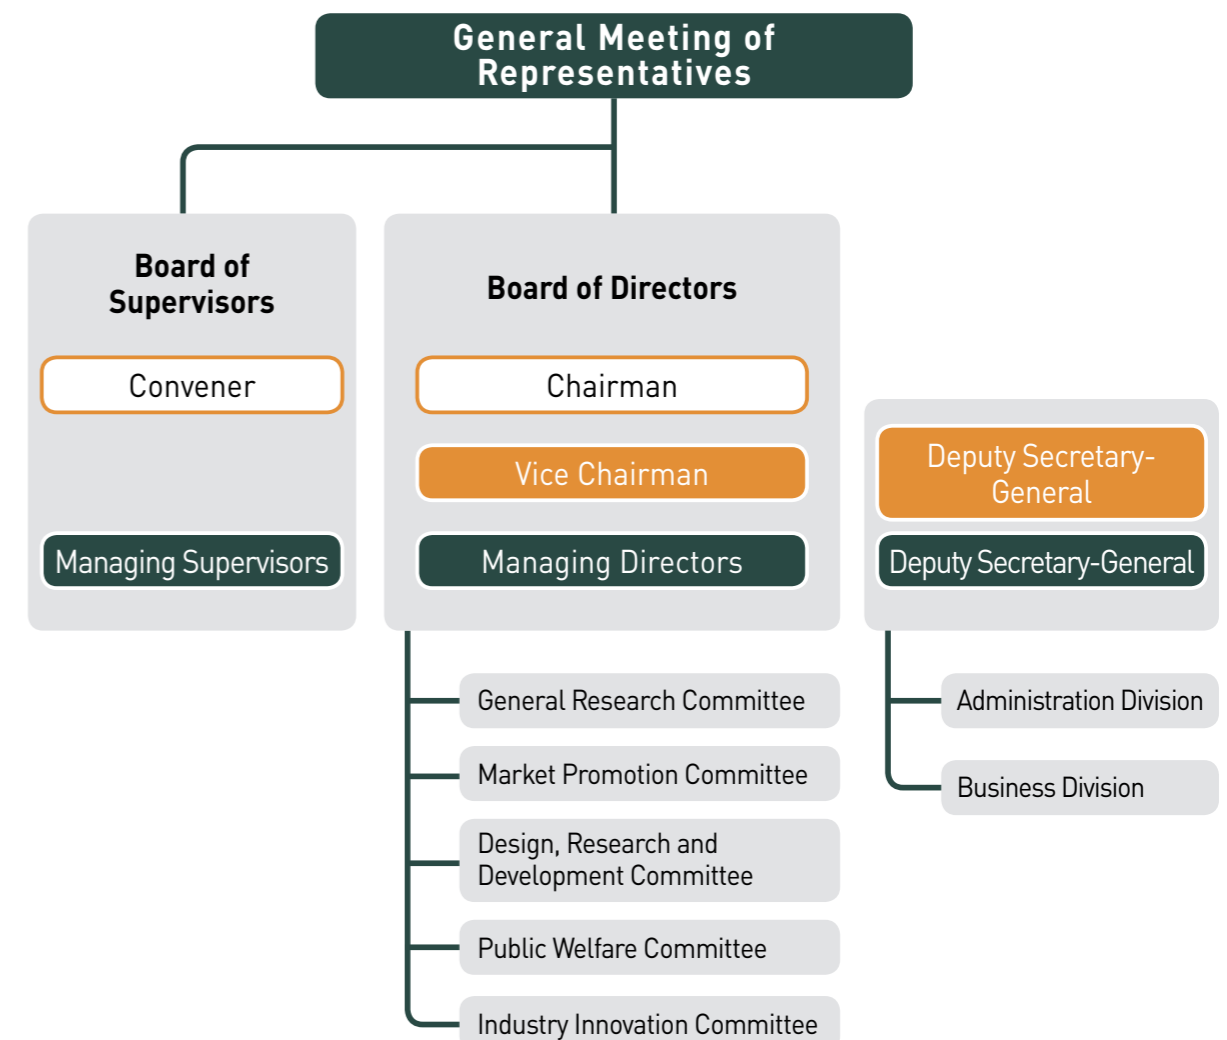 General Meeting of
Representatives
Board of
Supervisors
Convener
Managing Supervisors
Board of Directors
Chairman
Vice Chairman
Managing Directors
Deputy Secretary-
General
Deputy Secretary-General
General Research Committee
Market Promotion Committee
Design, Research and
Development Committee
Public Welfare Committee
Industry Innovation Committee
Administration Division
Business Division